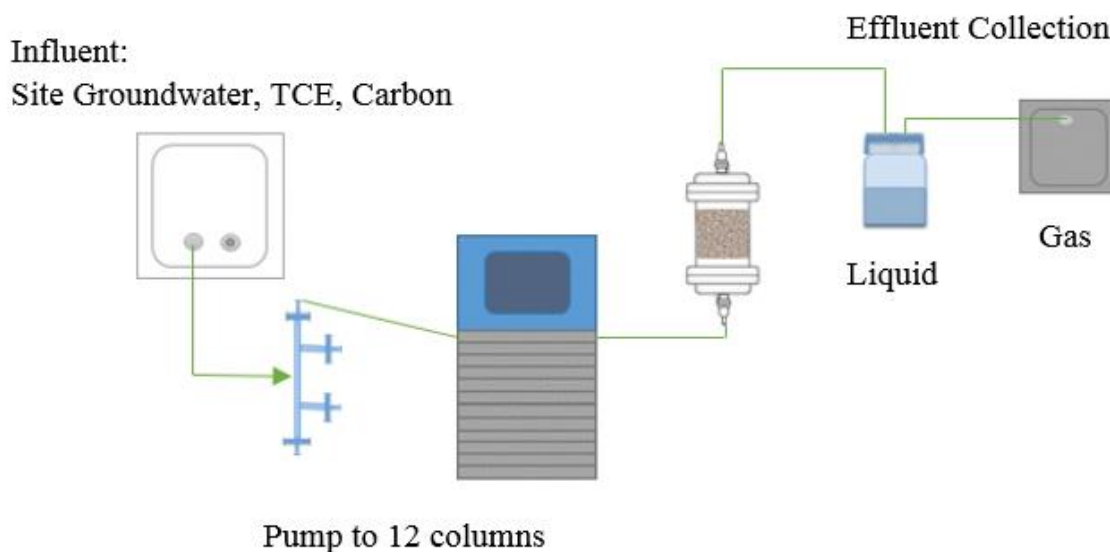 Influent:
Site Groundwater, TCE, Carbon
Effluent Collection
Liquid
Gas
Pump to 12 columns